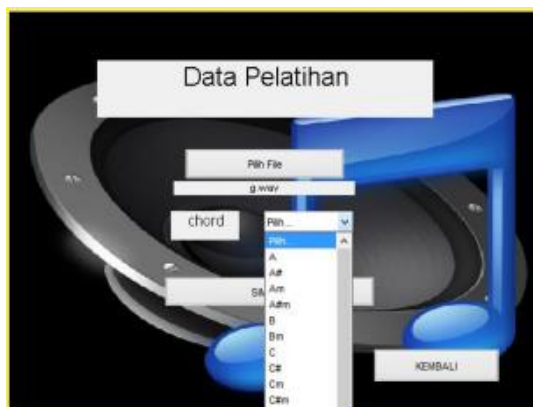 Data Pelatihan
Pilih File
g.wav
chord
Pilih...
Pilih...
A
A#
Am
A#m
B
Bm
C
C#
Cm
C#m
KEMBALI